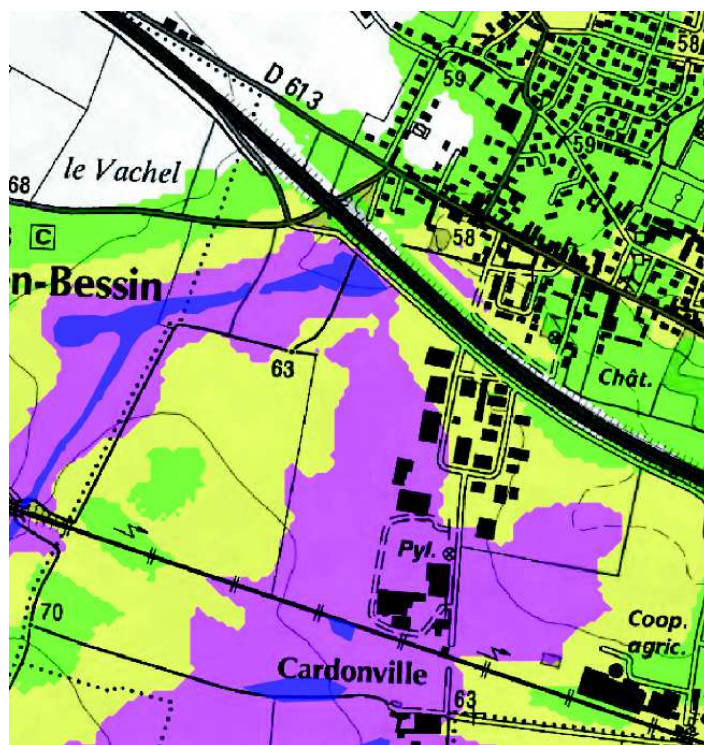 58
59
D 613
59
le Vachel
68
C
58
n-Bessin
63
Chât.
Pyl.
70
Coop.
agric.
Cardonville
63